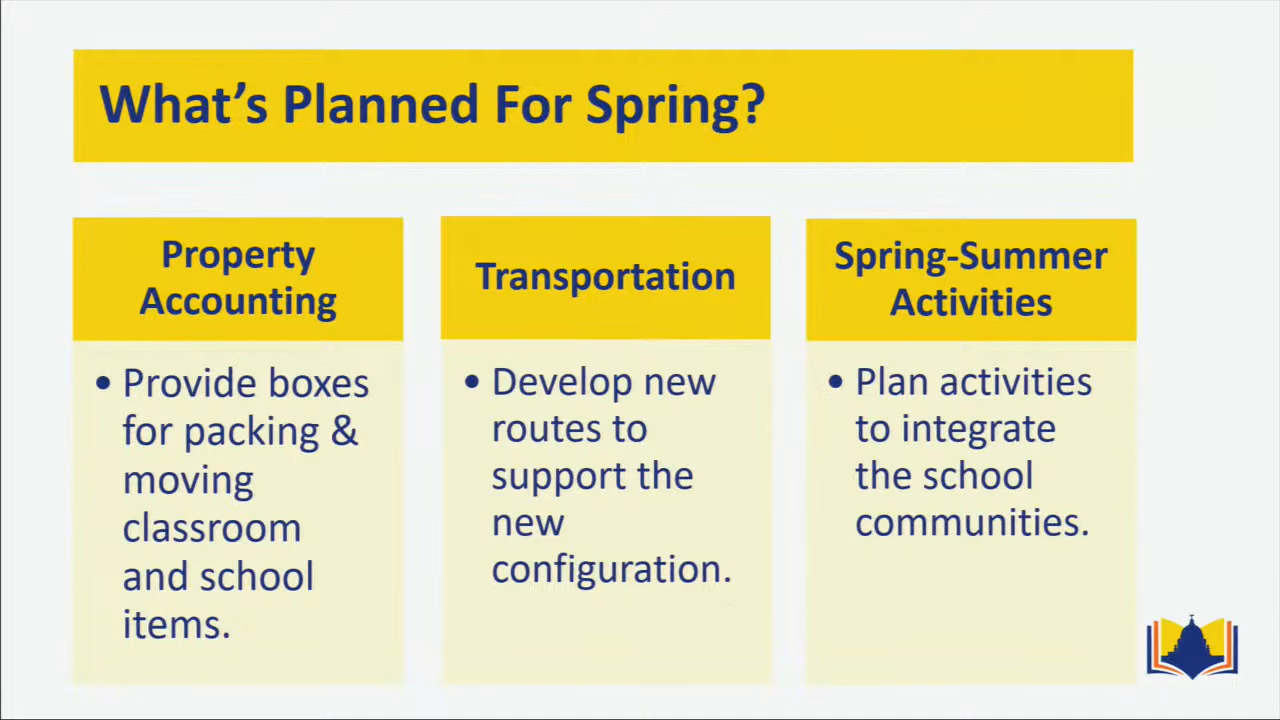 What's Planned For Spring?
Property
Accounting
• Provide boxes
for packing &
moving
classroom
and school
items.
Transportation
• Develop new
routes to
support the
new
configuration.
Spring-Summer
Activities
• Plan activities
to integrate
the school
communities.